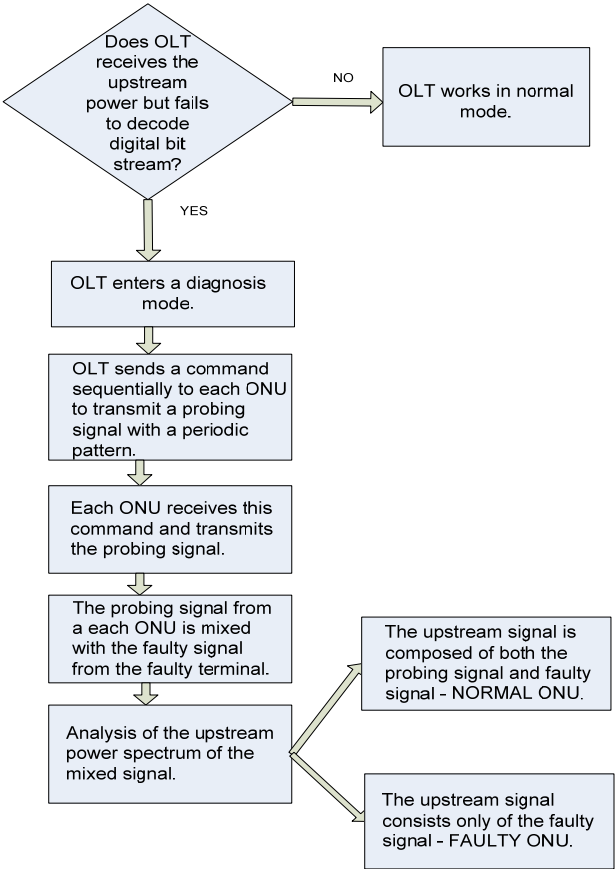 Does OLT
receives the
upstream
power but fails
to decode
digital bit
stream?
NO
OLT works in normal
mode.
YES
OLT enters a diagnosis
mode.
OLT sends a command
sequentially to each ONU
to transmit a probing
signal with a periodic
pattern.
Each ONU receives this
command and transmits
the probing signal.
The probing signal from
a each ONU is mixed
with the faulty signal
from the faulty terminal.
Analysis of the upstream
power spectrum of the
mixed signal.
The upstream signal is
composed of both the
probing signal and faulty
signal - NORMAL ONU.
The upstream signal
consists only of the faulty
signal - FAULTY ONU.